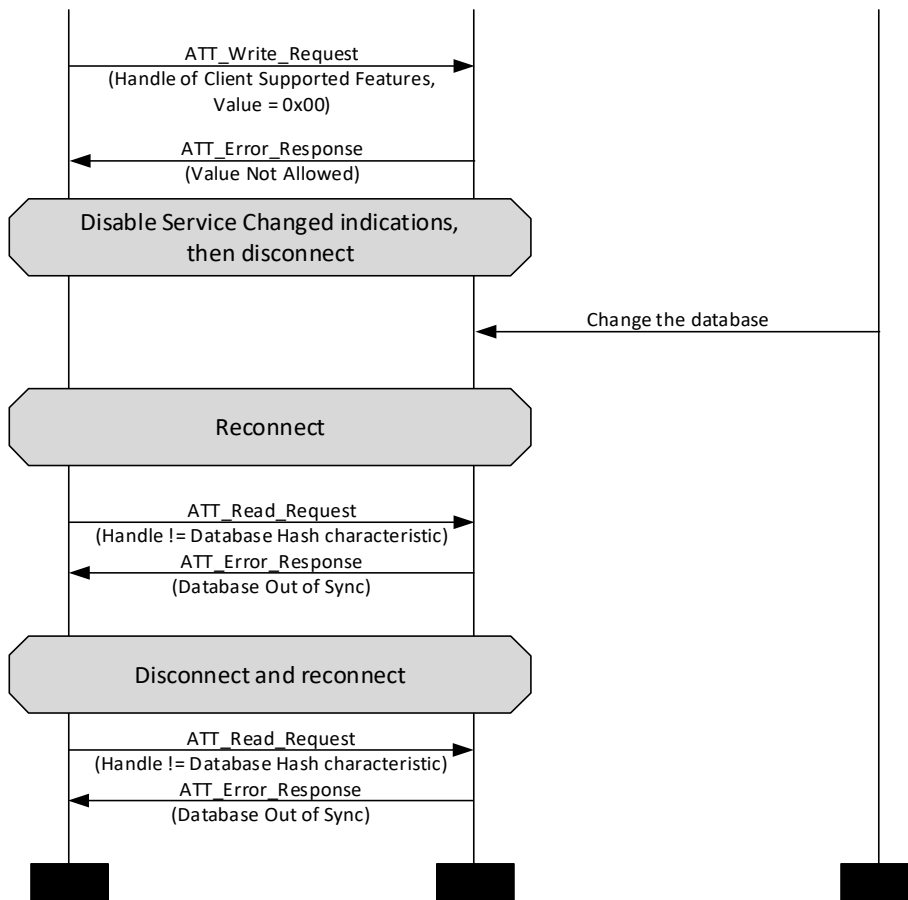 ATT_Write_Request
(Handle of Client Supported Features,
Value = 0x00)
ATT_Error_Response
(Value Not Allowed)
Disable Service Changed indications,
then disconnect
Change the database
Reconnect
ATT_Read_Request
(Handle != Database Hash characteristic)
ATT_Error_Response
(Database Out of Sync)
Disconnect and reconnect
ATT_Read_Request
(Handle != Database Hash characteristic)
ATT_Error_Response
(Database Out of Sync)